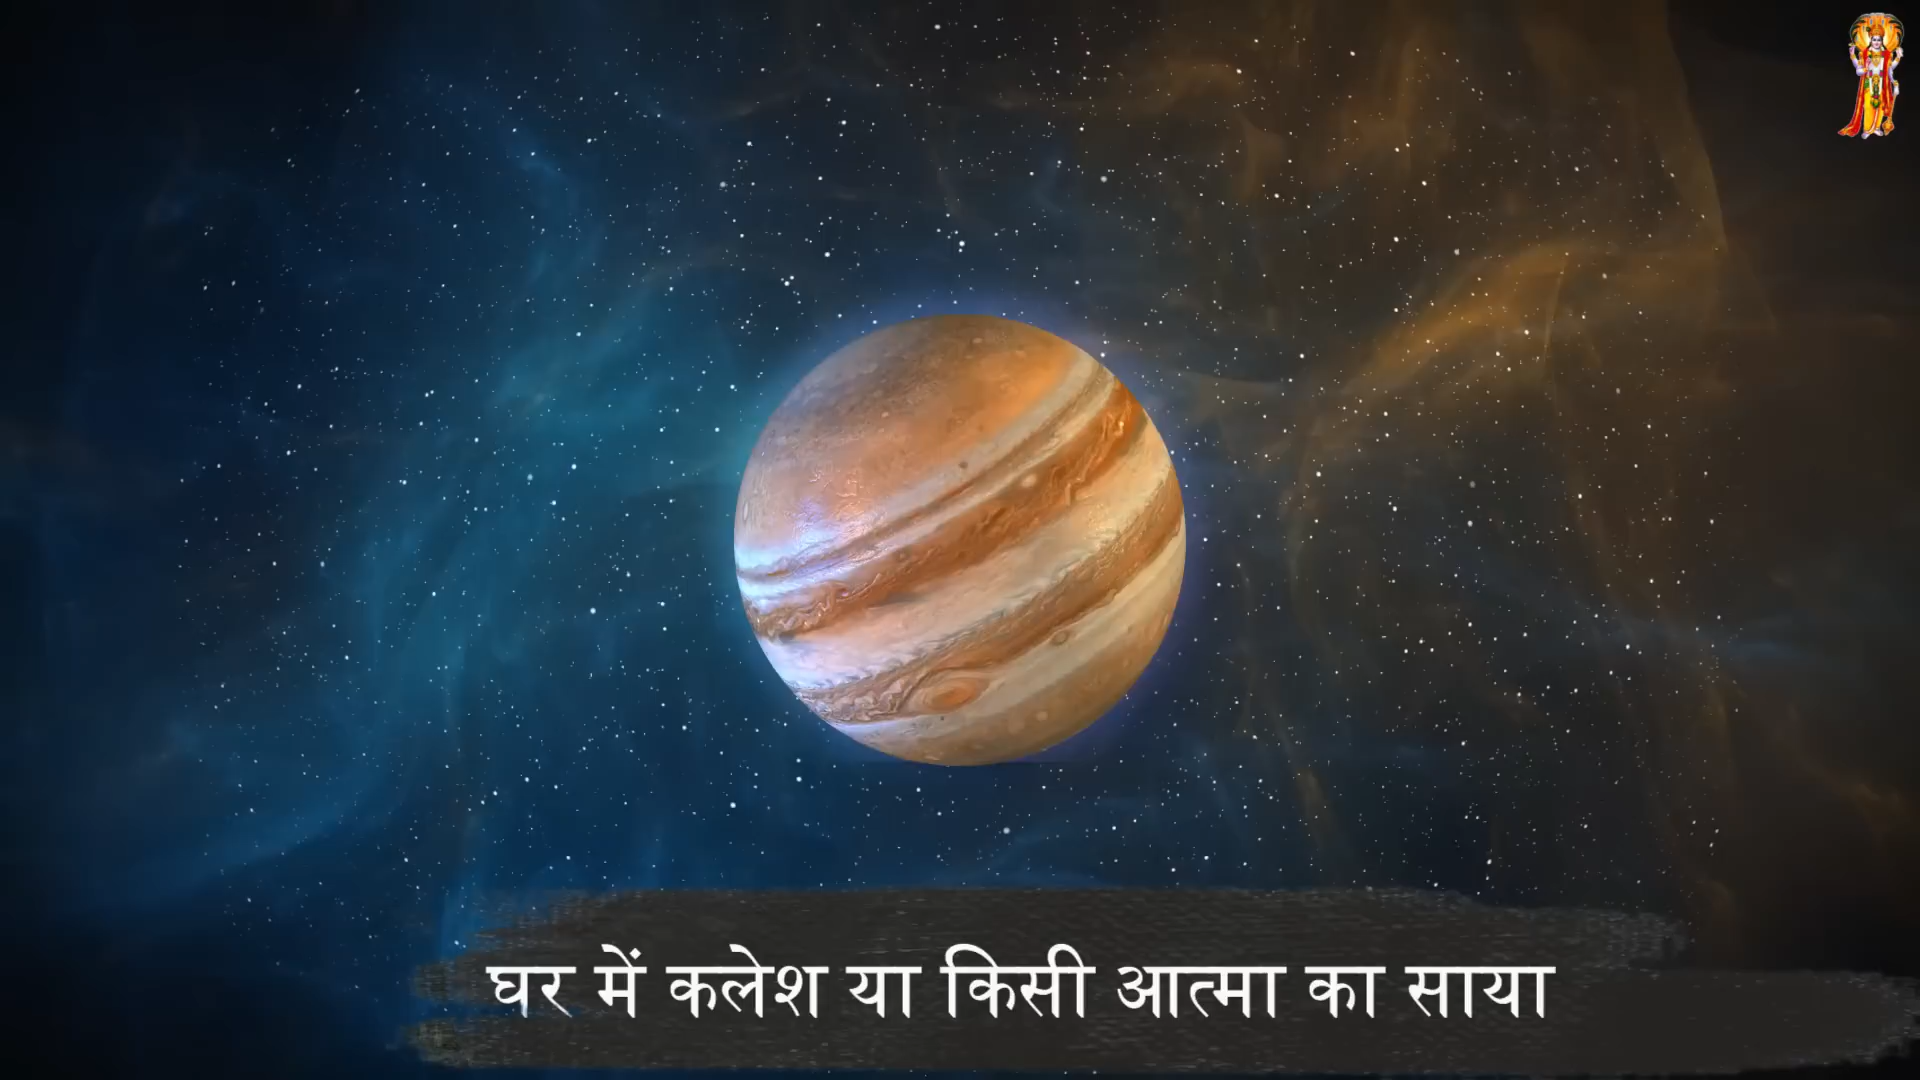 घर में कलेश या किसी आत्मा का साया